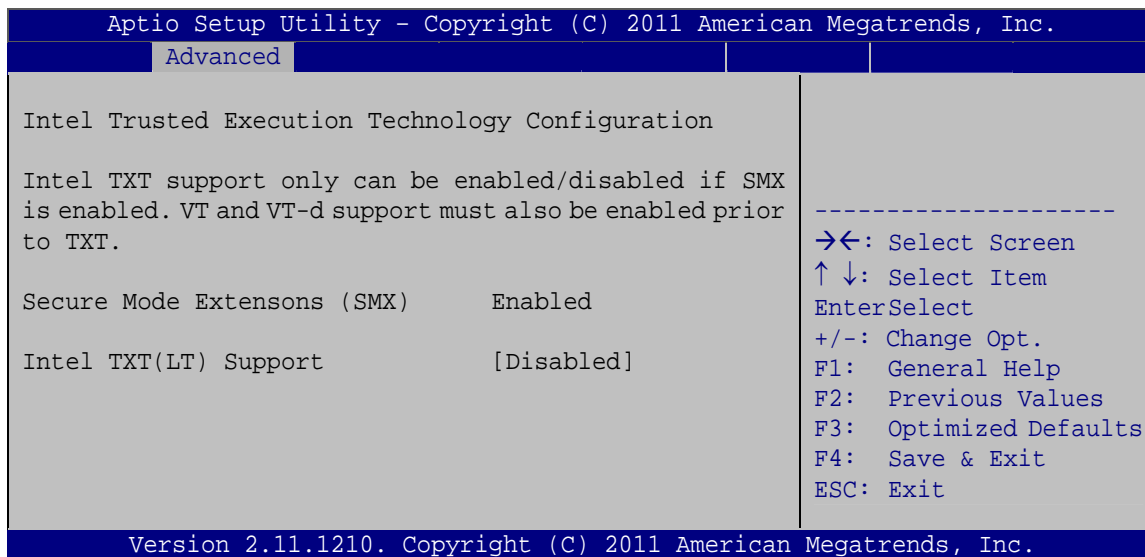 Aptio Setup Utility – Copyright (C) 2011 American Megatrends, Inc.
Advanced
Intel Trusted Execution Technology Configuration
Intel TXT support only can be enabled/disabled if SMX
is enabled. VT and VT-d support must also be enabled prior
to TXT.
Secure Mode Extensons (SMX) Enabled
Intel TXT(LT) Support [Disabled]
---------------------
→←: Select Screen
↑ ↓: Select Item
EnterSelect
+/-: Change Opt.
F1: General Help
F2: Previous Values
F3: Optimized Defaults
F4: Save & Exit
ESC: Exit
Version 2.11.1210. Copyright (C) 2011 American Megatrends, Inc.